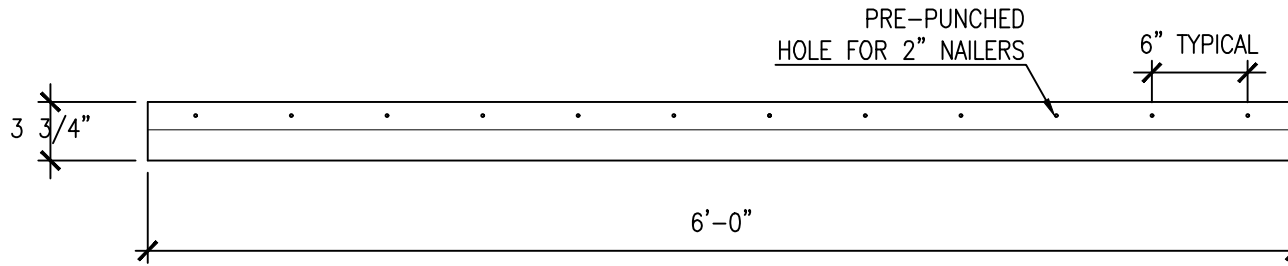 PRE-PUNCHED
HOLE FOR 2" NAILERS
6" TYPICAL
3 3/4"
6'-0"